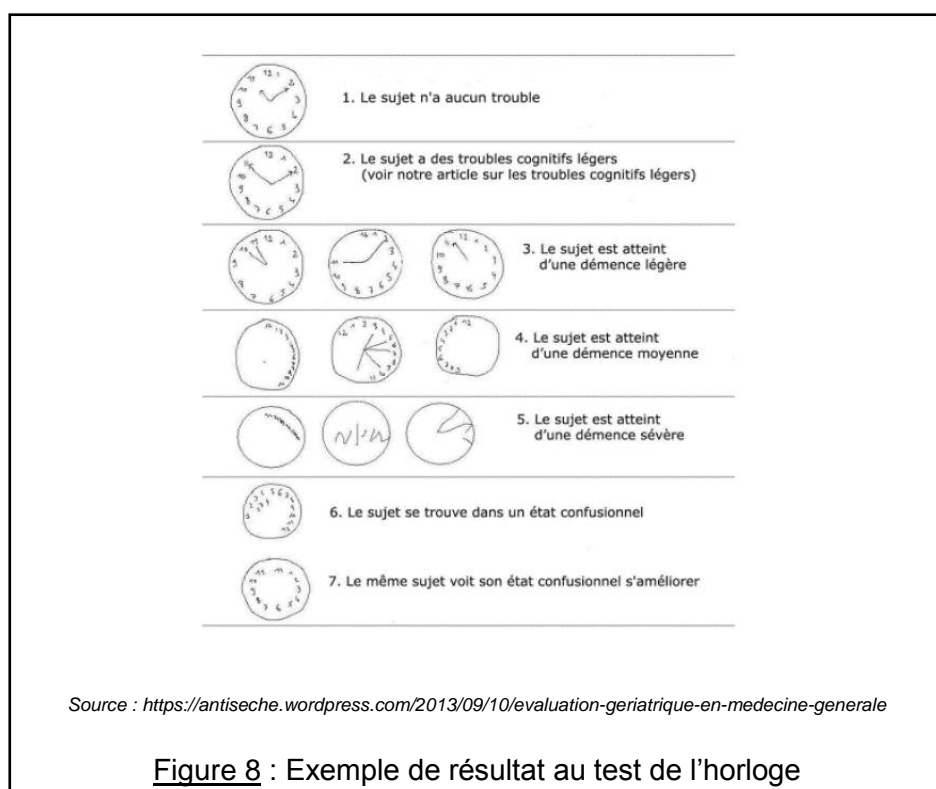 1. Le sujet n'a aucun trouble
2. Le sujet a des troubles cognitifs légers
(voir notre article sur les troubles cognitifs légers)
3. Le sujet est atteint
d'une démence légère
4. Le sujet est atteint
d'une démence moyenne
5. Le sujet est atteint
d'une démence sévère
6. Le sujet se trouve dans un état confusionnel
7. Le même sujet voit son état confusionnel s'améliorer
Source : https://antiseche.wordpress.com/2013/09/10/evaluation-geriatrique-en-medecine-generale
Figure 8 : Exemple de résultat au test de l’horloge